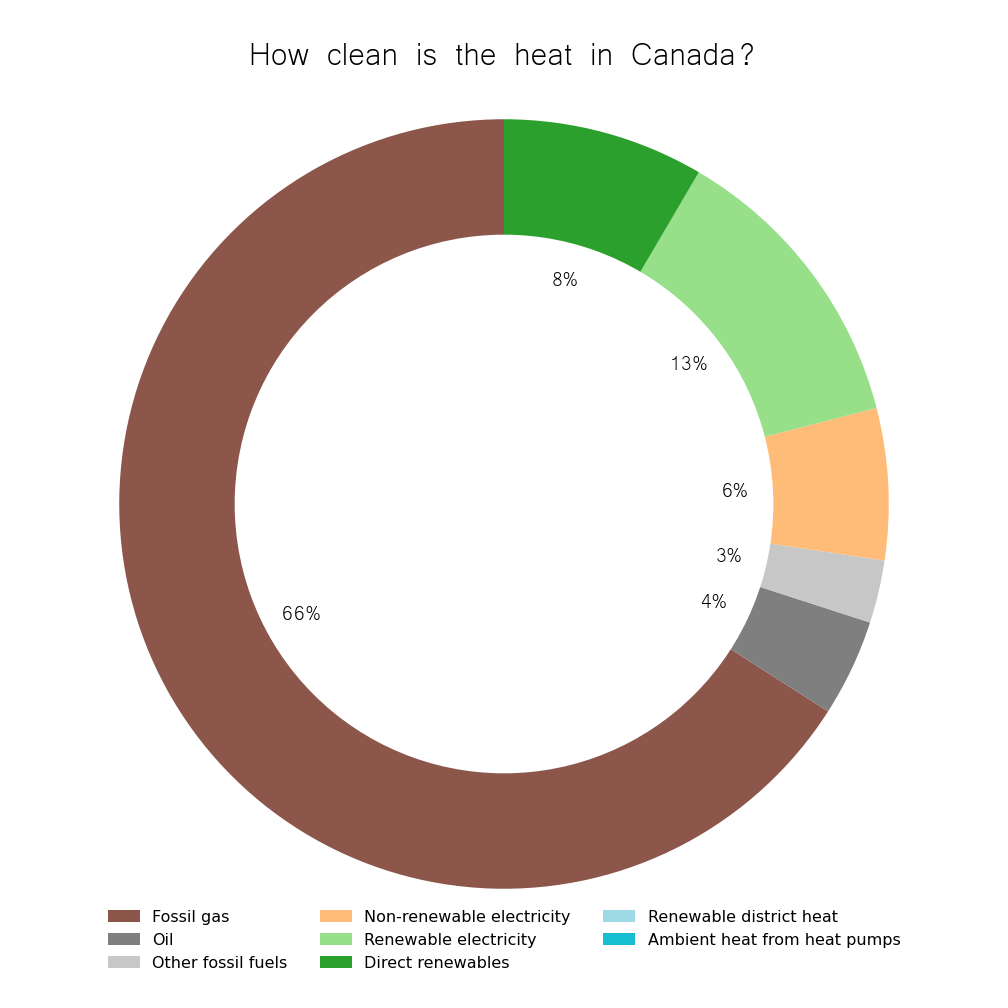 How clean is the heat in Canada?
8%
13%
6%
3%
4%
66%
Fossil gas
Oil
Other fossil fuels
Non-renewable electricity
Renewable electricity
Direct renewables
Renewable district heat
Ambient heat from heat pumps